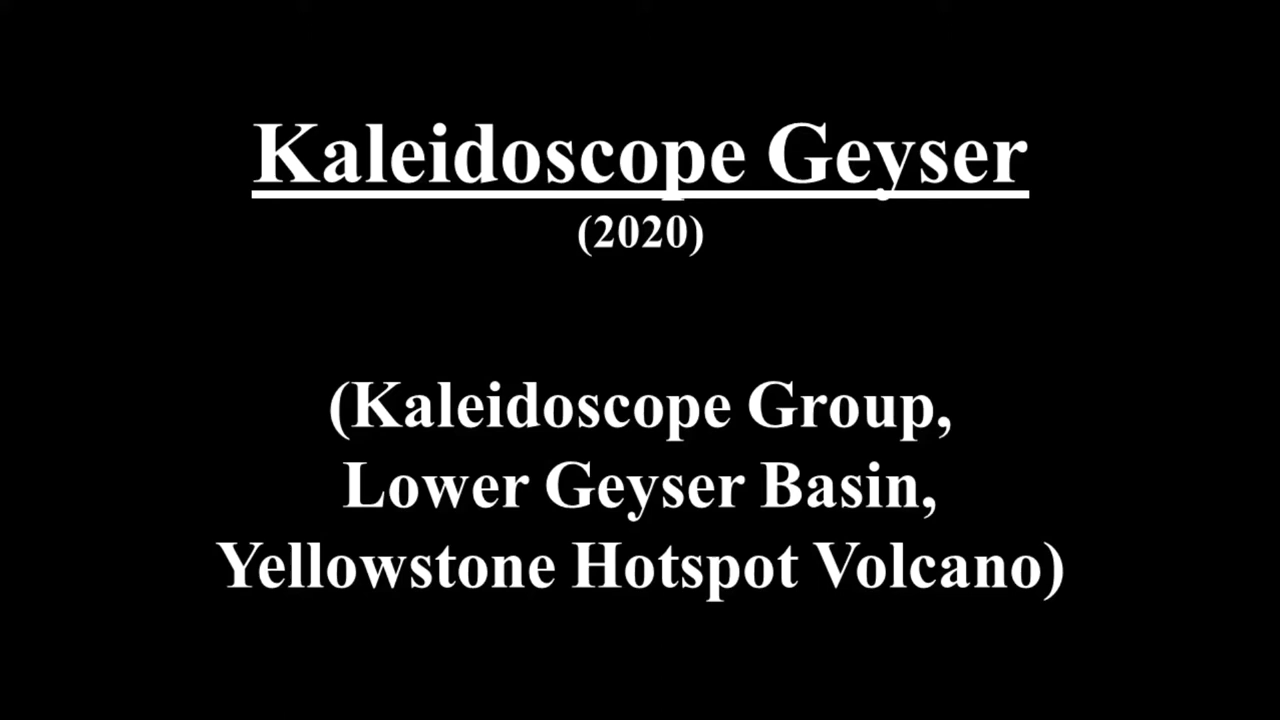 Kaleidoscope Geyser
(2020)
(Kaleidoscope Group,
Lower Geyser Basin,
Yellowstone Hotspot Volcano)